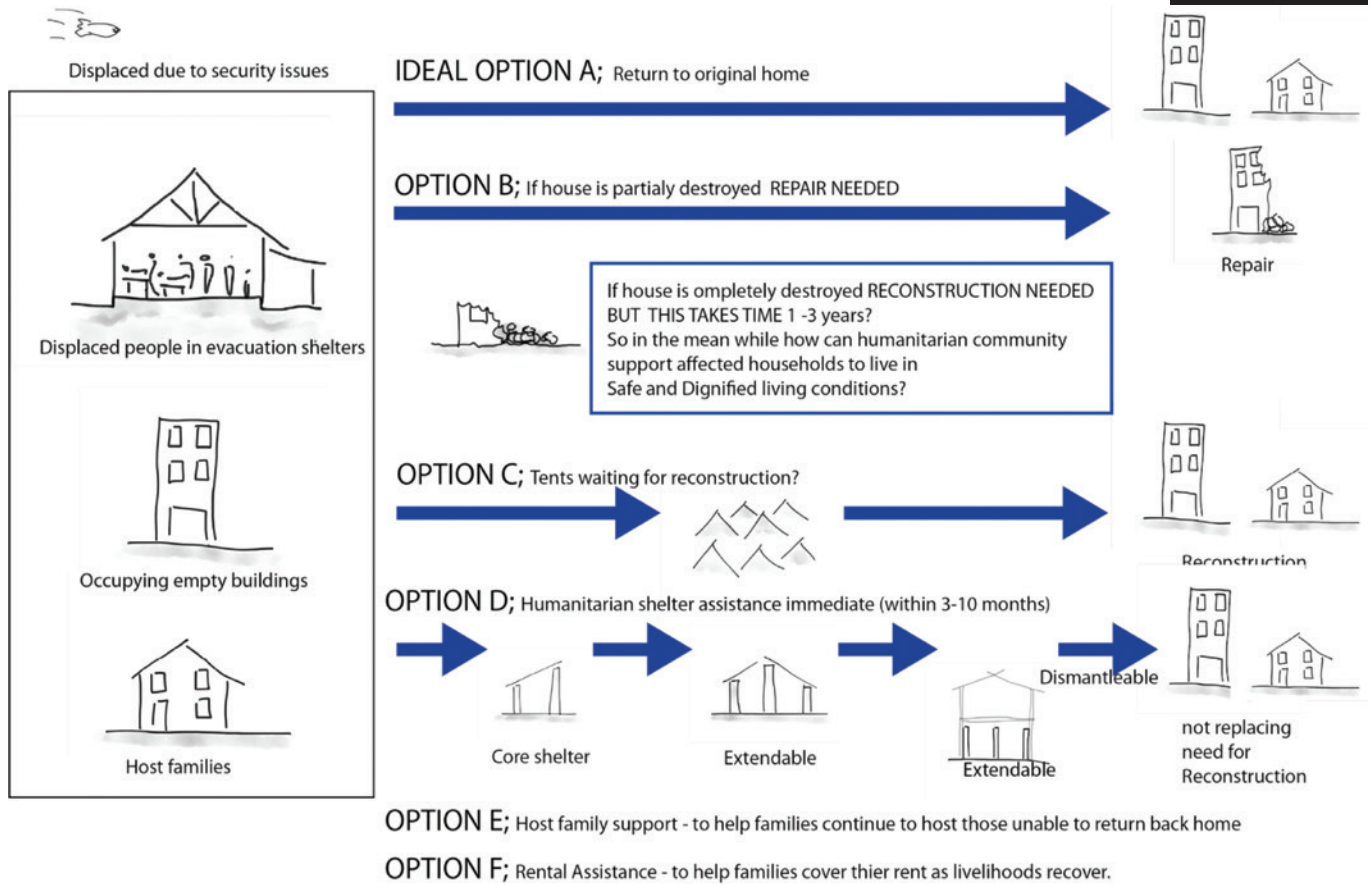 Displaced due to security issues
Displaced people in evacuation shelters
Occupying empty buildings
Host families
IDEAL OPTION A; Return to original home
OPTION B; If house is partialy destroyed REPAIR NEEDED
Repair
If house is ompletely destroyed RECONSTRUCTION NEEDED
BUT THIS TAKES TIME 1 -3 years?
So in the mean while how can humanitarian community
support affected households to live in
Safe and Dignified living conditions?
OPTION C; Tents waiting for reconstruction?
Reconstruction
OPTION D; Humanitarian shelter assistance immediate (within 3-10 months)
Core shelter
Extendable
Extendable
Dismantleable
not replacing
need for
Reconstruction
OPTION E; Host family support - to help families continue to host those unable to return back home
OPTION F; Rental Assistance - to help families cover thier rent as livelihoods recover.